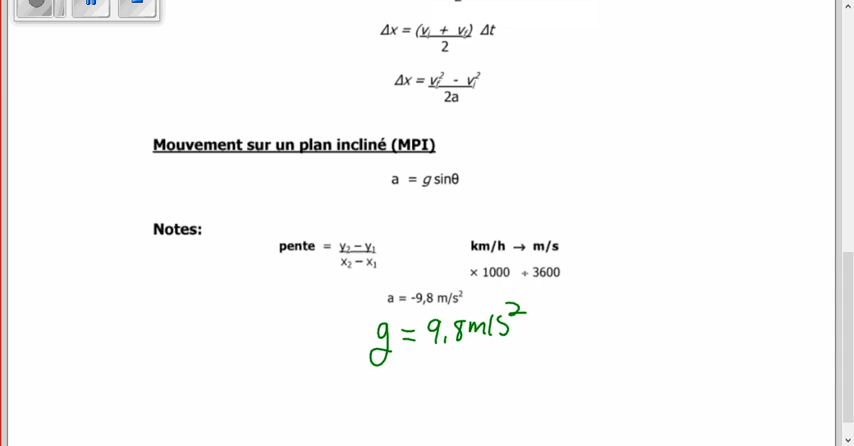 Δx = (vi + vf) Δt
2
Δx = vf² - vi²
2a
Mouvement sur un plan incliné (MPI)
a = g sinθ
Notes:
pente = y₂ – y₁
x₂ – x₁
km/h → m/s
× 1000 ÷ 3600
a = -9,8 m/s²
g = 9,8 m/s²